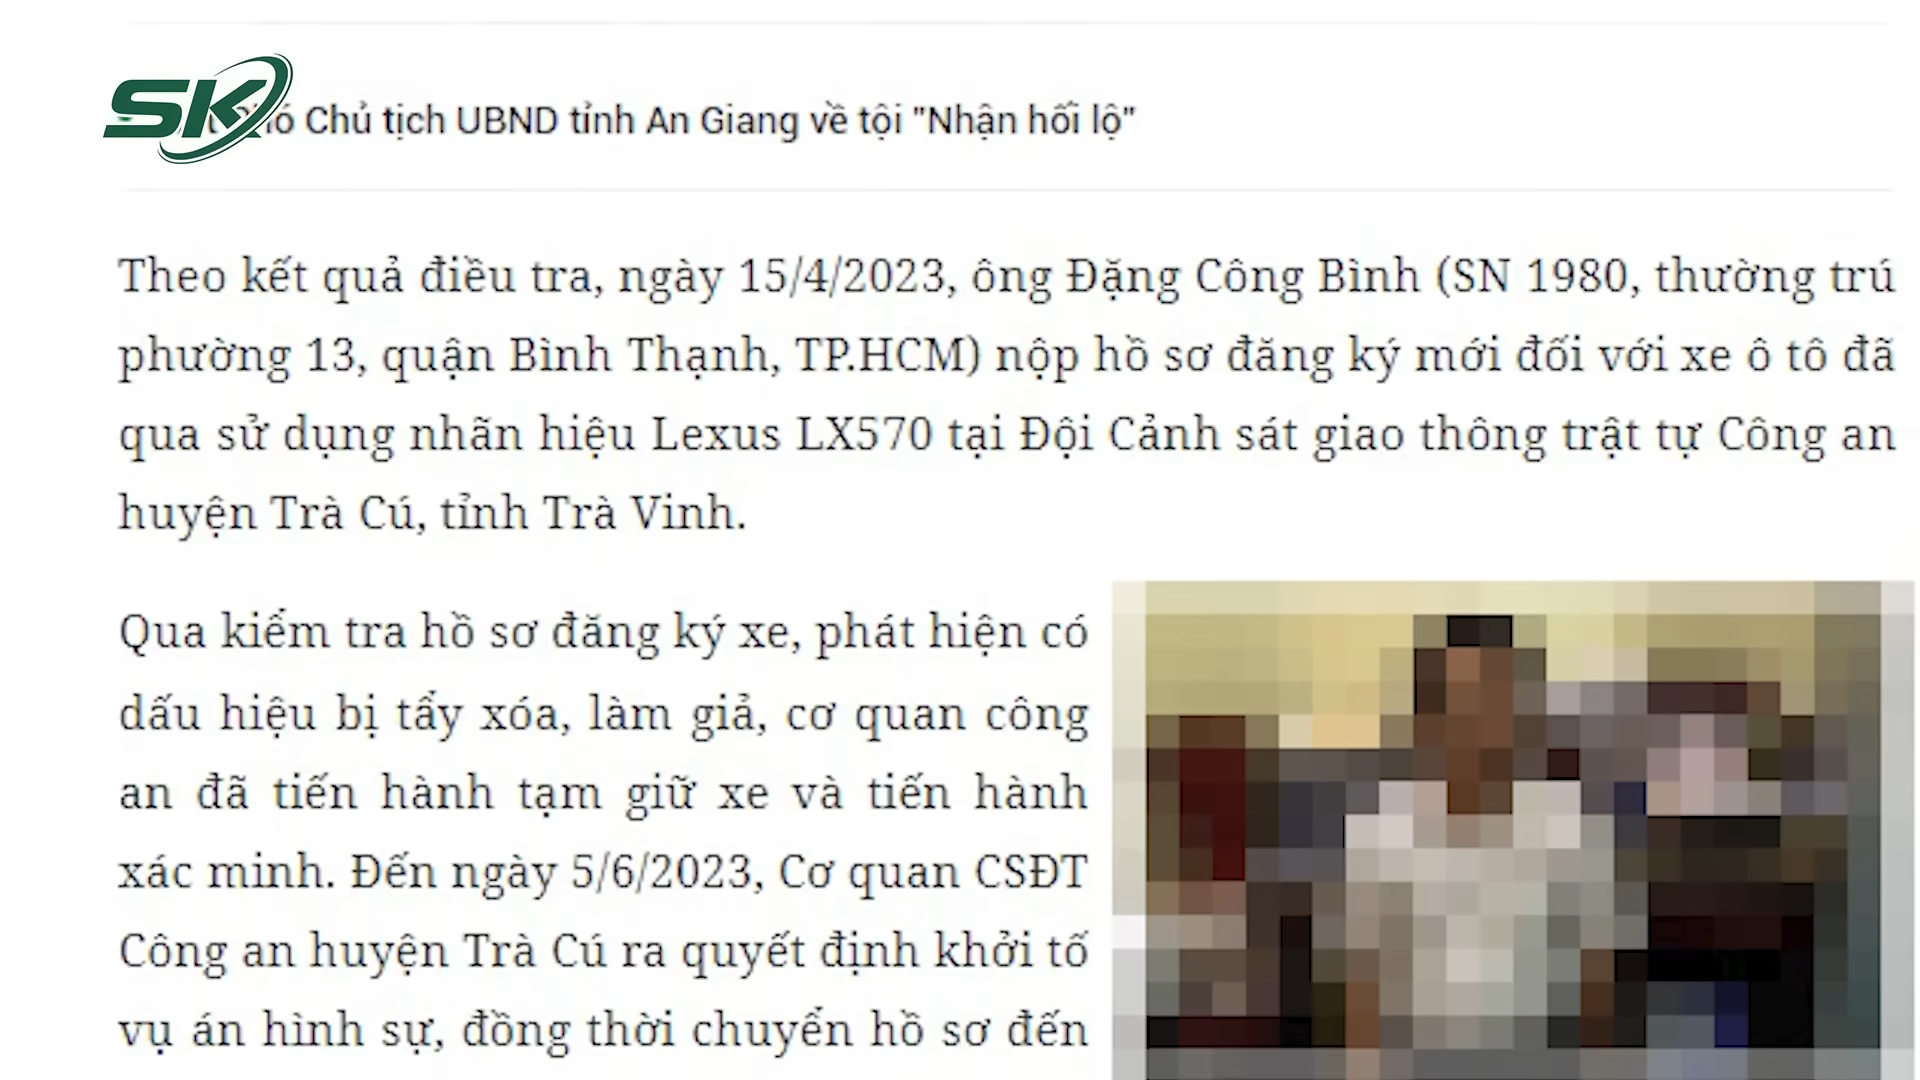 SK
Chủ tịch UBND tỉnh An Giang về tội "Nhận hối lộ"
Theo kết quả điều tra, ngày 15/4/2023, ông Đặng Công Bình (SN 1980, thường trú
phường 13, quận Bình Thạnh, TP.HCM) nộp hồ sơ đăng ký mới đối với xe ô tô đã
qua sử dụng nhãn hiệu Lexus LX570 tại Đội Cảnh sát giao thông trật tự Công an
huyện Trà Cú, tỉnh Trà Vinh.
Qua kiểm tra hồ sơ đăng ký xe, phát hiện có
dấu hiệu bị tẩy xóa, làm giả, cơ quan công
an đã tiến hành tạm giữ xe và tiến hành
xác minh. Đến ngày 5/6/2023, Cơ quan CSĐT
Công an huyện Trà Cú ra quyết định khởi tố
vụ án hình sự, đồng thời chuyển hồ sơ đến